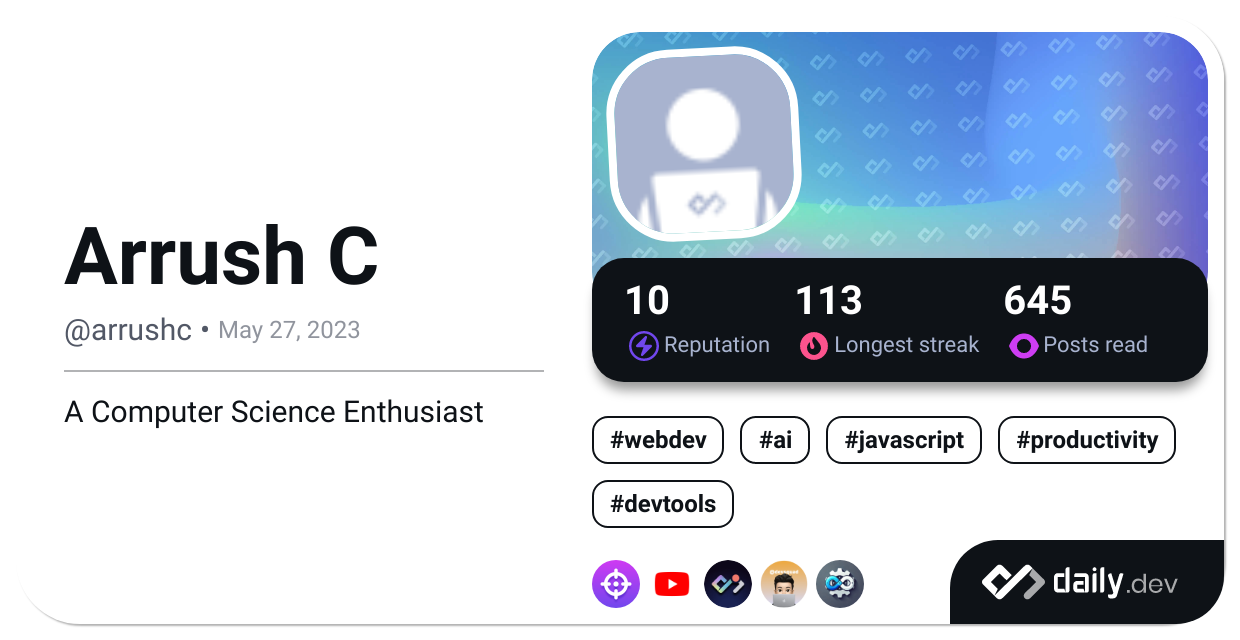 Arrush C
@arrushc • May 27, 2023
A Computer Science Enthusiast
10 113 645
Reputation Longest streak Posts read
#webdev #ai #javascript #productivity
#devtools
daily.dev